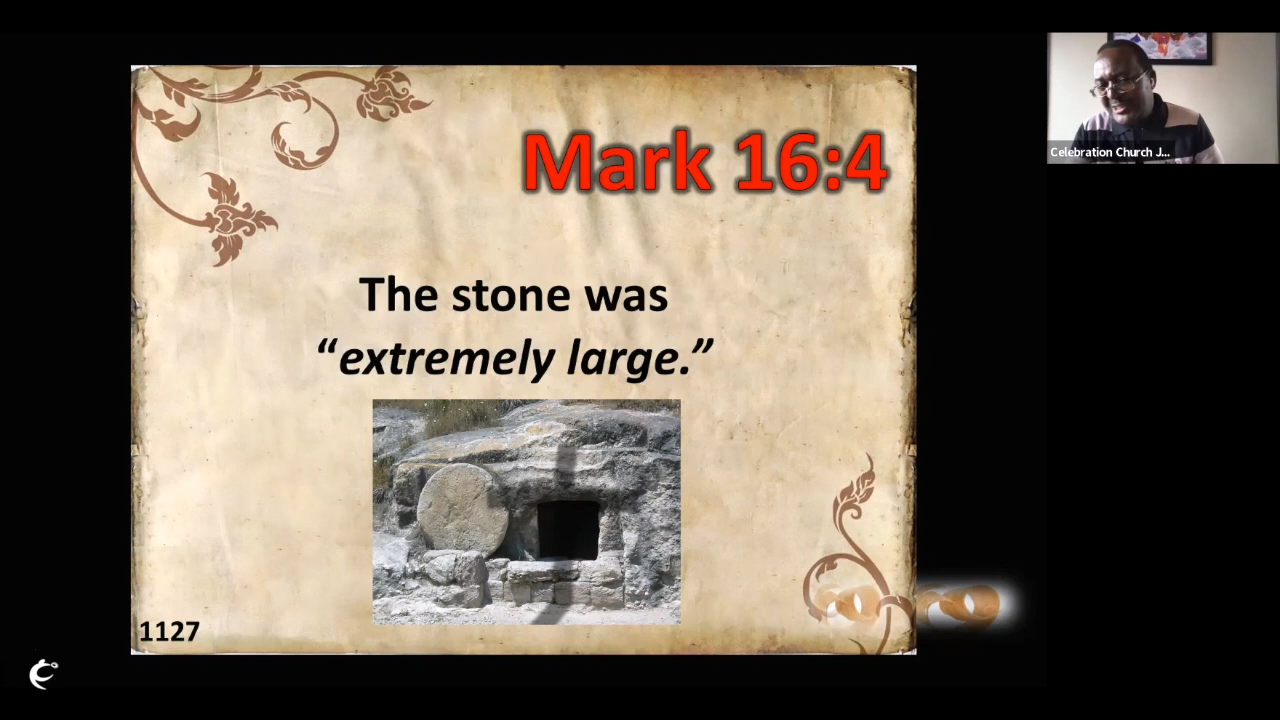 Mark 16:4
The stone was
“extremely large.”
1127
Celebration Church J...